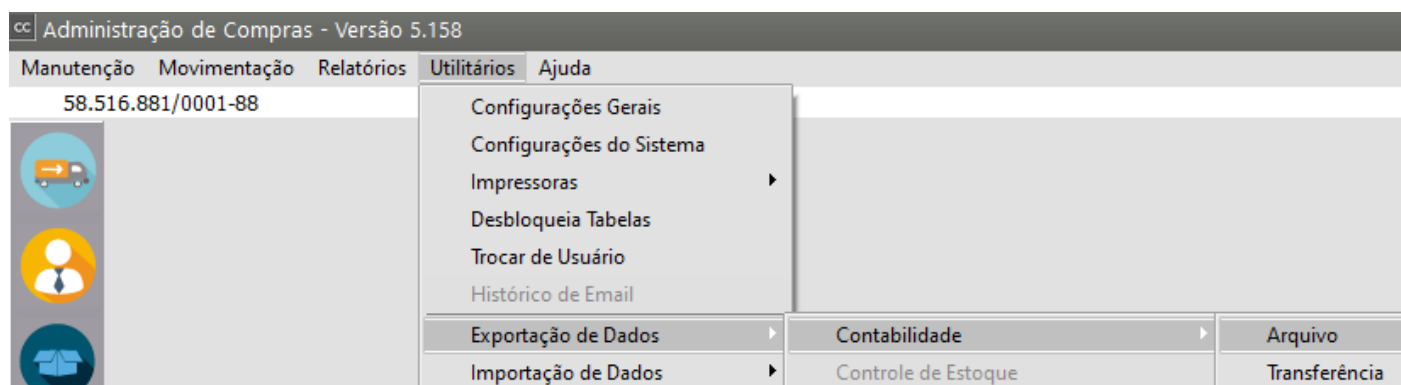 cc Administração de Compras - Versão 5.158
Manutenção Movimentação Relatórios Utilitários Ajuda
58.516.881/0001-88
Configurações Gerais
Configurações do Sistema
Impressoras
Desbloqueia Tabelas
Trocar de Usuário
Histórico de Email
Exportação de Dados Contabilidade Arquivo
Importação de Dados Controle de Estoque Transferência